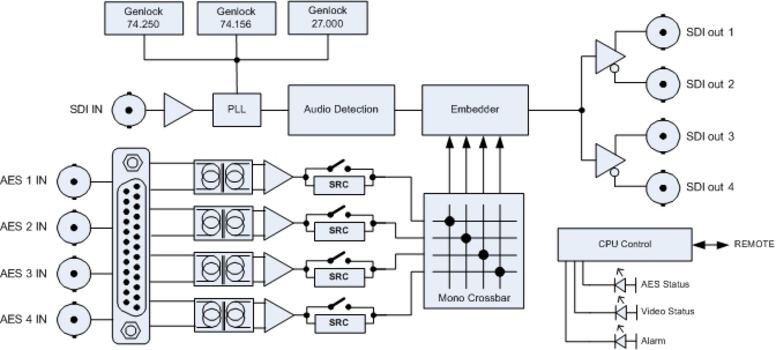 Genlock
74.250
Genlock
74.156
Genlock
27.000
SDI IN
PLL
Audio Detection
Embedder
SDI out 1
SDI out 2
SDI out 3
SDI out 4
AES 1 IN
SRC
AES 2 IN
SRC
AES 3 IN
SRC
AES 4 IN
SRC
Mono Crossbar
CPU Control
REMOTE
AES Status
Video Status
Alarm